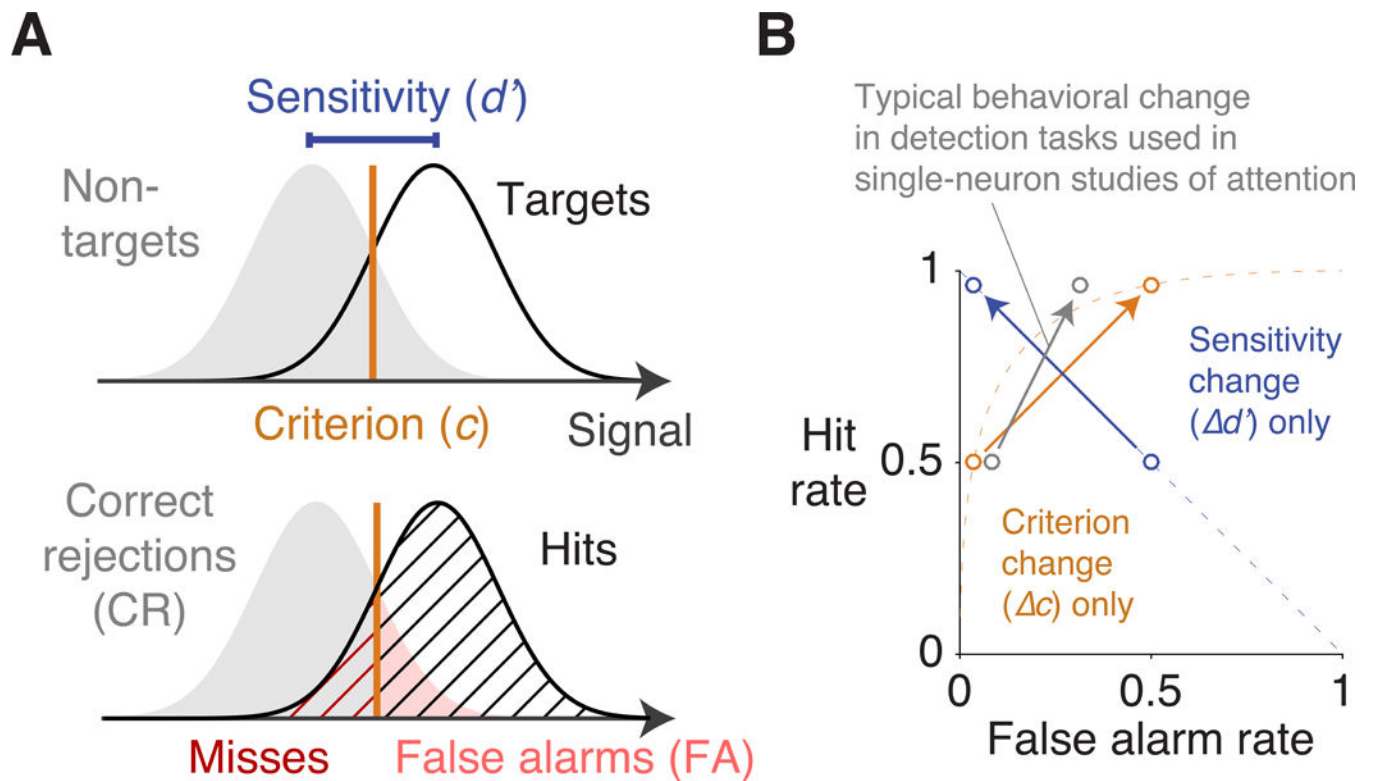 A
Sensitivity (d’)
Non-
targets
Targets
Criterion (c)
Signal
Correct
rejections
(CR)
Hits
Misses
False alarms (FA)
B
Typical behavioral change
in detection tasks used in
single-neuron studies of attention
1
Sensitivity
change
(Δd’) only
Hit
rate
0.5
Criterion
change
(Δc) only
0
0
0.5
1
False alarm rate